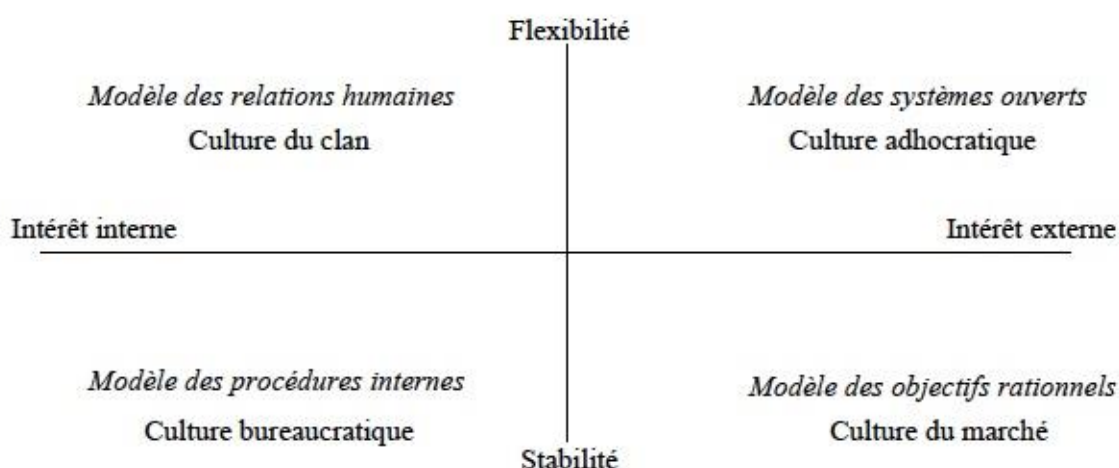 Flexibilité
Modèle des relations humaines
Culture du clan
Modèle des systèmes ouverts
Culture adhocratique
Intérêt interne
Intérêt externe
Modèle des procédures internes
Culture bureaucratique
Modèle des objectifs rationnels
Culture du marché
Stabilité